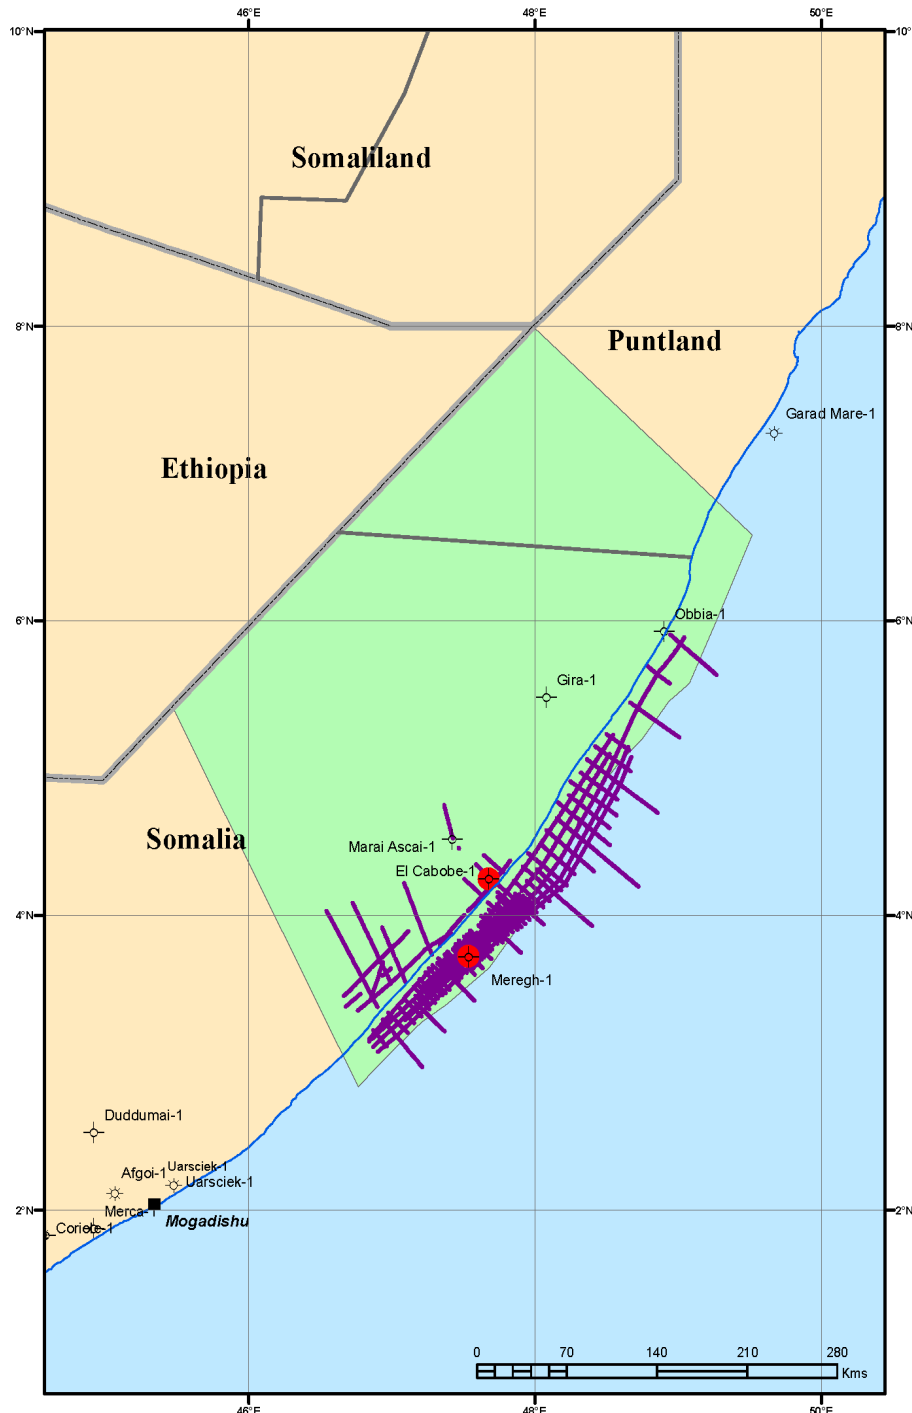 46°E
48°E
50°E
10°N
10°
Somaliland
8°N
8°N
Puntland
Garad Mare-1
Ethiopia
6°N
6°N
Obbia-1
Gira-1
Somalia
Marai Ascai-1
El Cabobe-1
4°N
4°N
Meregh-1
Duddumai-1
Uarsciek-1
Afgoi-1
Uarsciek-1
Merca-1
2°N
2°N
Mogadishu
0
70
140
210
280
Kms
46°E
48°E
50°E